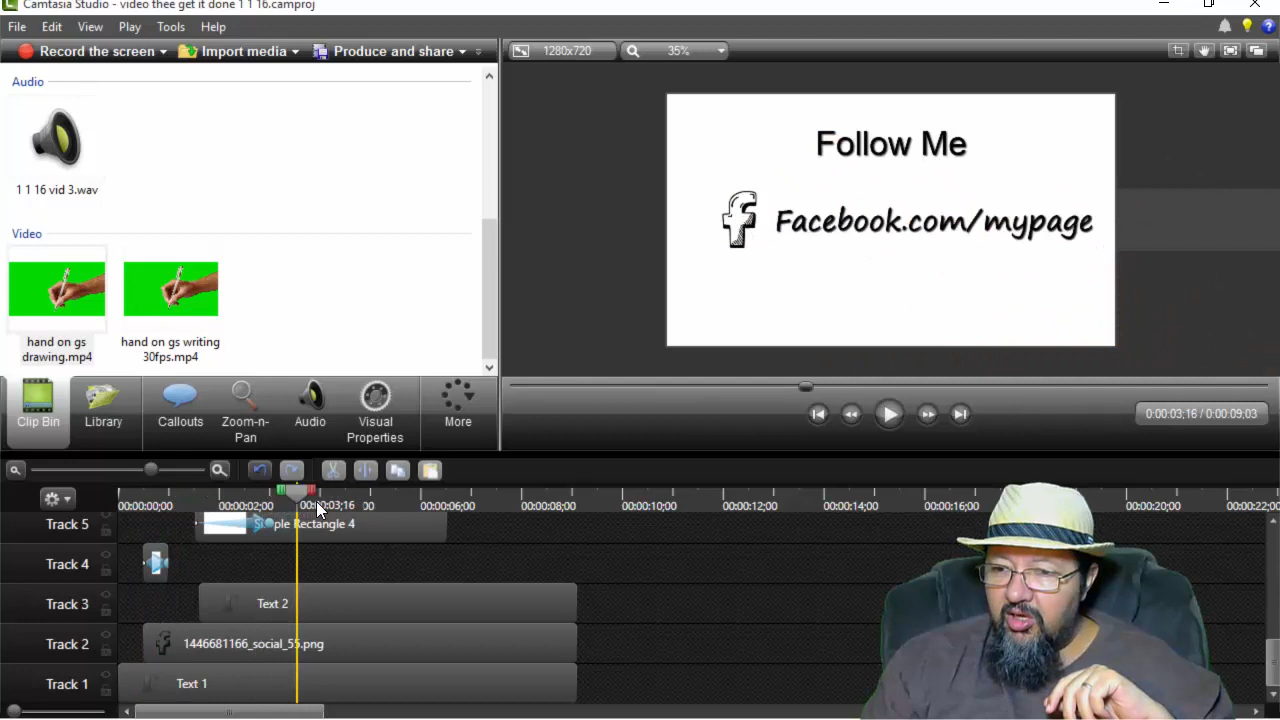 Camtasia Studio - video thee get it done 1 1 16.camproj
File Edit View Play Tools Help
Record the screen Import media Produce and share
1280x720 35%
Audio
1 1 16 vid 3.wav
Video
hand on gs drawing.mp4
hand on gs writing 30fps.mp4
Follow Me
f Facebook.com/mypage
Clip Bin Library Callouts Zoom-n-Pan Audio Visual Properties More
0:00:03;16 / 0:00:09;03
00:00:00;00 00:00:02;00 00:00:03;16 00:00:06;00 00:00:08;00 00:00:10;00 00:00:12;00 00:00:14;00 00:00:16;00 00:00:20;00 00:00:22;00
Track 5 Rectangle 4
Track 4
Track 3 Text 2
Track 2 1446681166_social_55.png
Track 1 Text 1